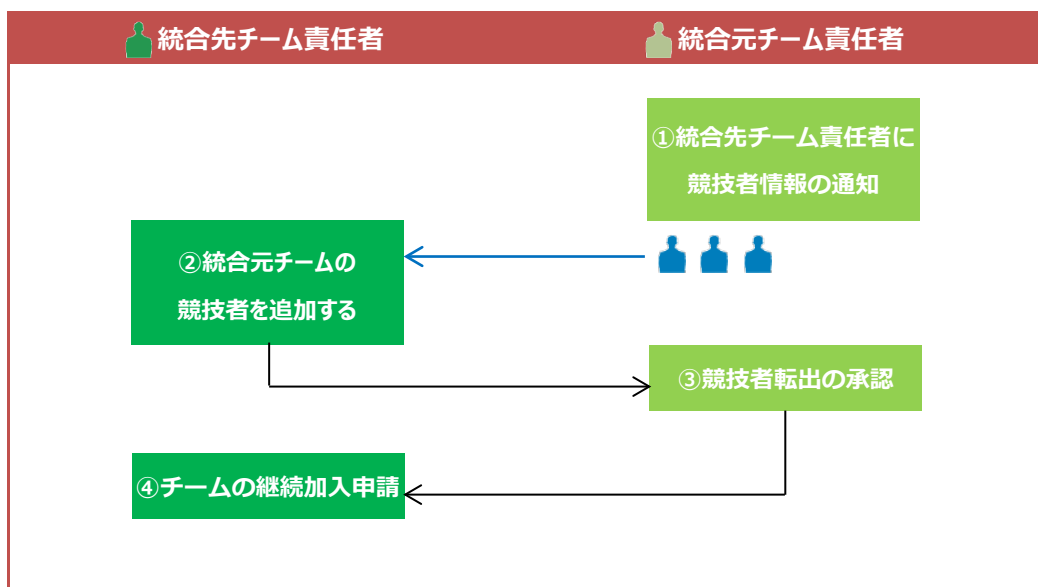 統合先チーム責任者
統合元チーム責任者
①統合先チーム責任者に
競技者情報の通知
②統合元チームの
競技者を追加する
③競技者転出の承認
④チームの継続加入申請